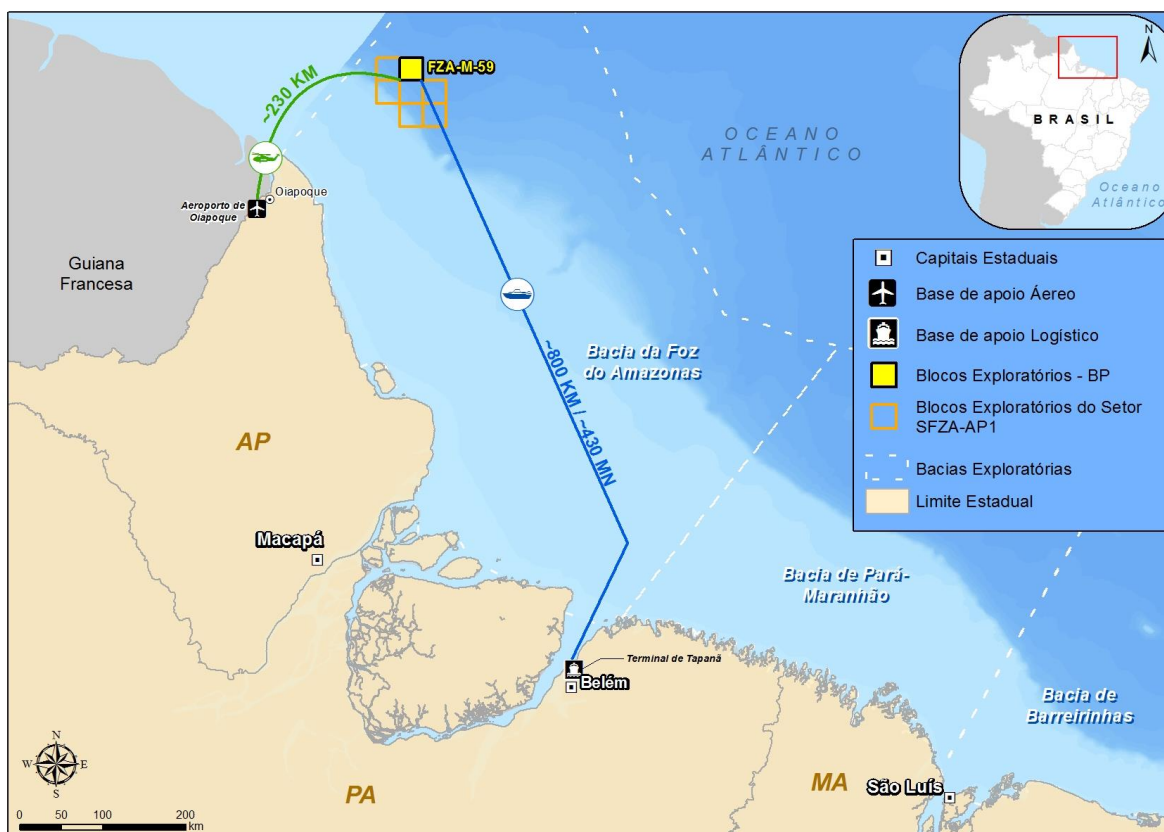 FZA-M-59
~230 KM
Oiapoque
Aeroporto de
Oiapoque
Guiana
Francesa
OCEANO
ATLÂNTICO
N
BRASIL
Oceano
Atlântico
Capitais Estaduais
Base de apoio Áereo
Base de apoio Logístico
Blocos Exploratórios - BP
Blocos Exploratórios do Setor
SFZA-AP1
Bacias Exploratórias
Limite Estadual
Bacia da Foz
do Amazonas
~800 KM / ~430 MN
AP
Macapá
Bacia de Pará-
Maranhão
Terminal de Tapanã
Belém
Bacia de
Barreirinhas
PA
MA
São Luís
N
W
E
S
0 50 100 200
km